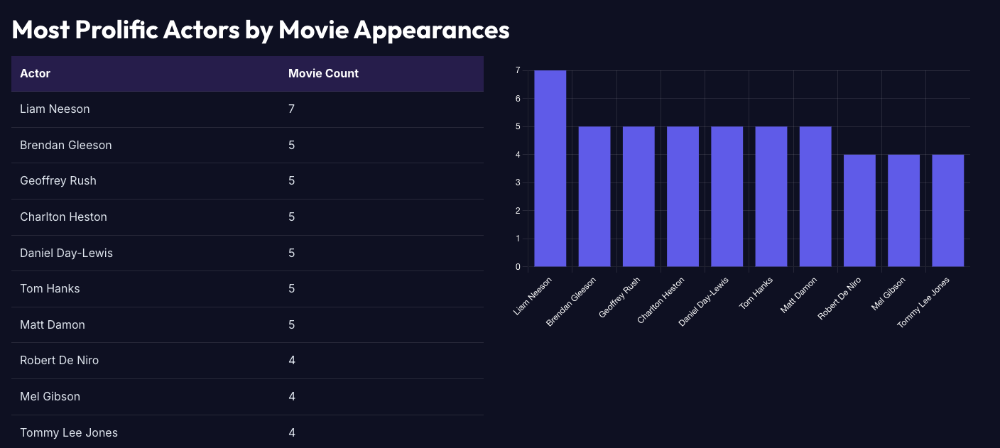 Most Prolific Actors by Movie Appearances
Actor Movie Count
Liam Neeson 7
Brendan Gleeson 5
Geoffrey Rush 5
Charlton Heston 5
Daniel Day-Lewis 5
Tom Hanks 5
Matt Damon 5
Robert De Niro 4
Mel Gibson 4
Tommy Lee Jones 4
7
6
5
4
3
2
1
0
Liam Neeson
Brendan Gleeson
Geoffrey Rush
Charlton Heston
Daniel Day-Lewis
Tom Hanks
Matt Damon
Robert De Niro
Mel Gibson
Tommy Lee Jones